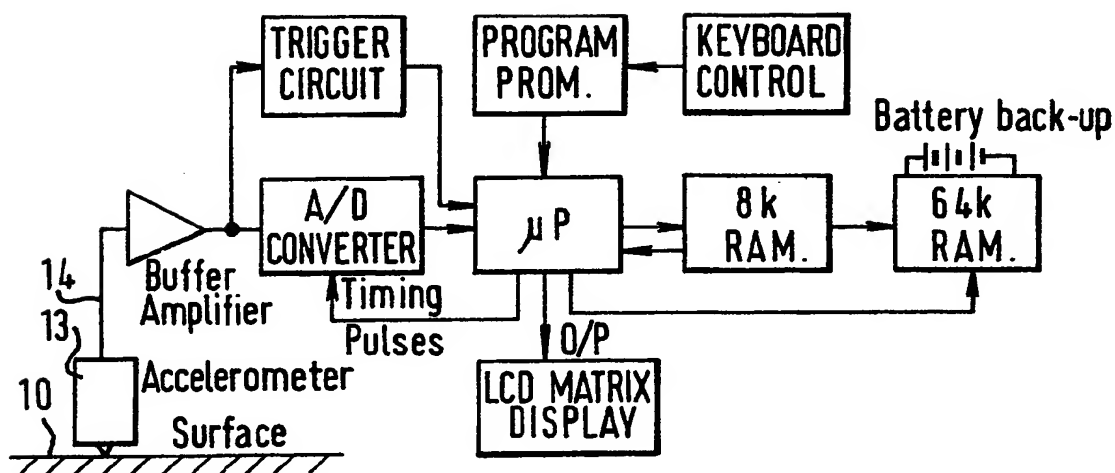 TRIGGER
CIRCUIT
PROGRAM
PROM.
KEYBOARD
CONTROL
Battery back-up
A/D
CONVERTER
μP
8k
RAM.
64k
RAM.
Buffer
Amplifier
Timing
Pulses
O/P
LCD MATRIX
DISPLAY
14
13
Accelerometer
10
Surface